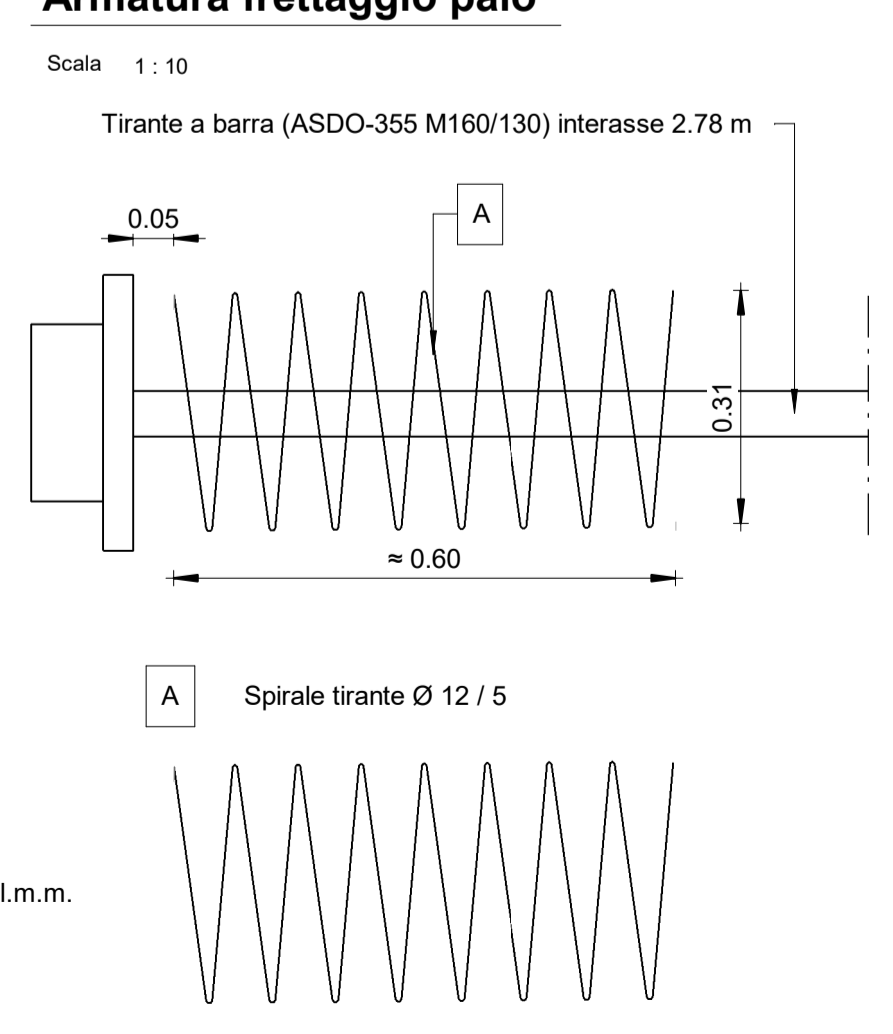 Armatura frettaggio palo
Scala 1 : 10
Tirante a barra (ASDO-355 M160/130) interasse 2.78 m
A
0.05
0.31
≈ 0.60
A Spirale tirante Ø 12 / 5
l.m.m.